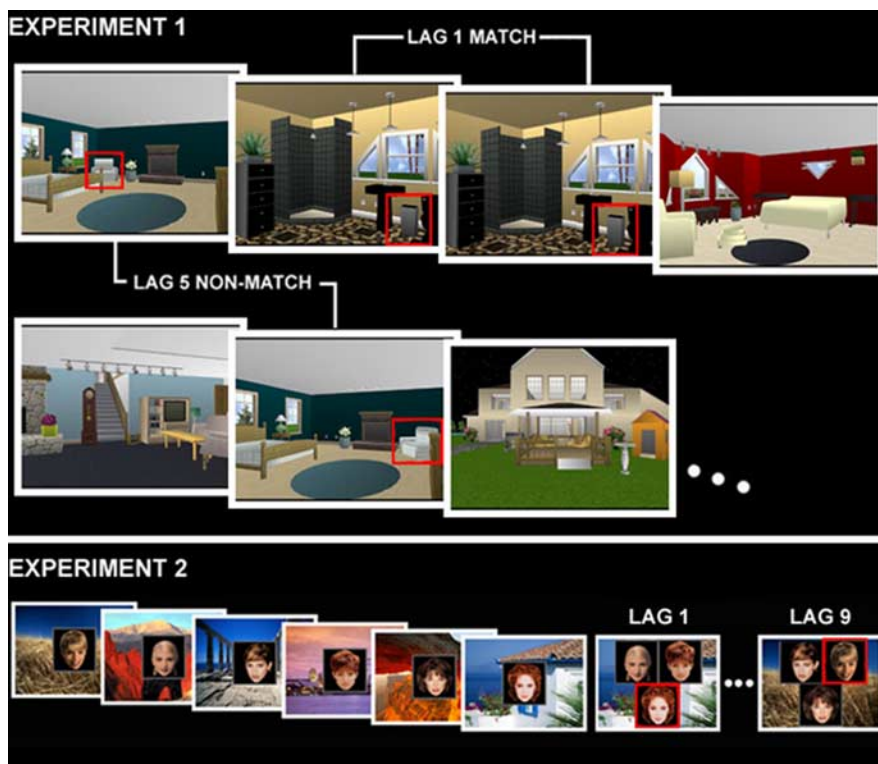 EXPERIMENT 1
LAG 1 MATCH
LAG 5 NON-MATCH
EXPERIMENT 2
LAG 1
LAG 9